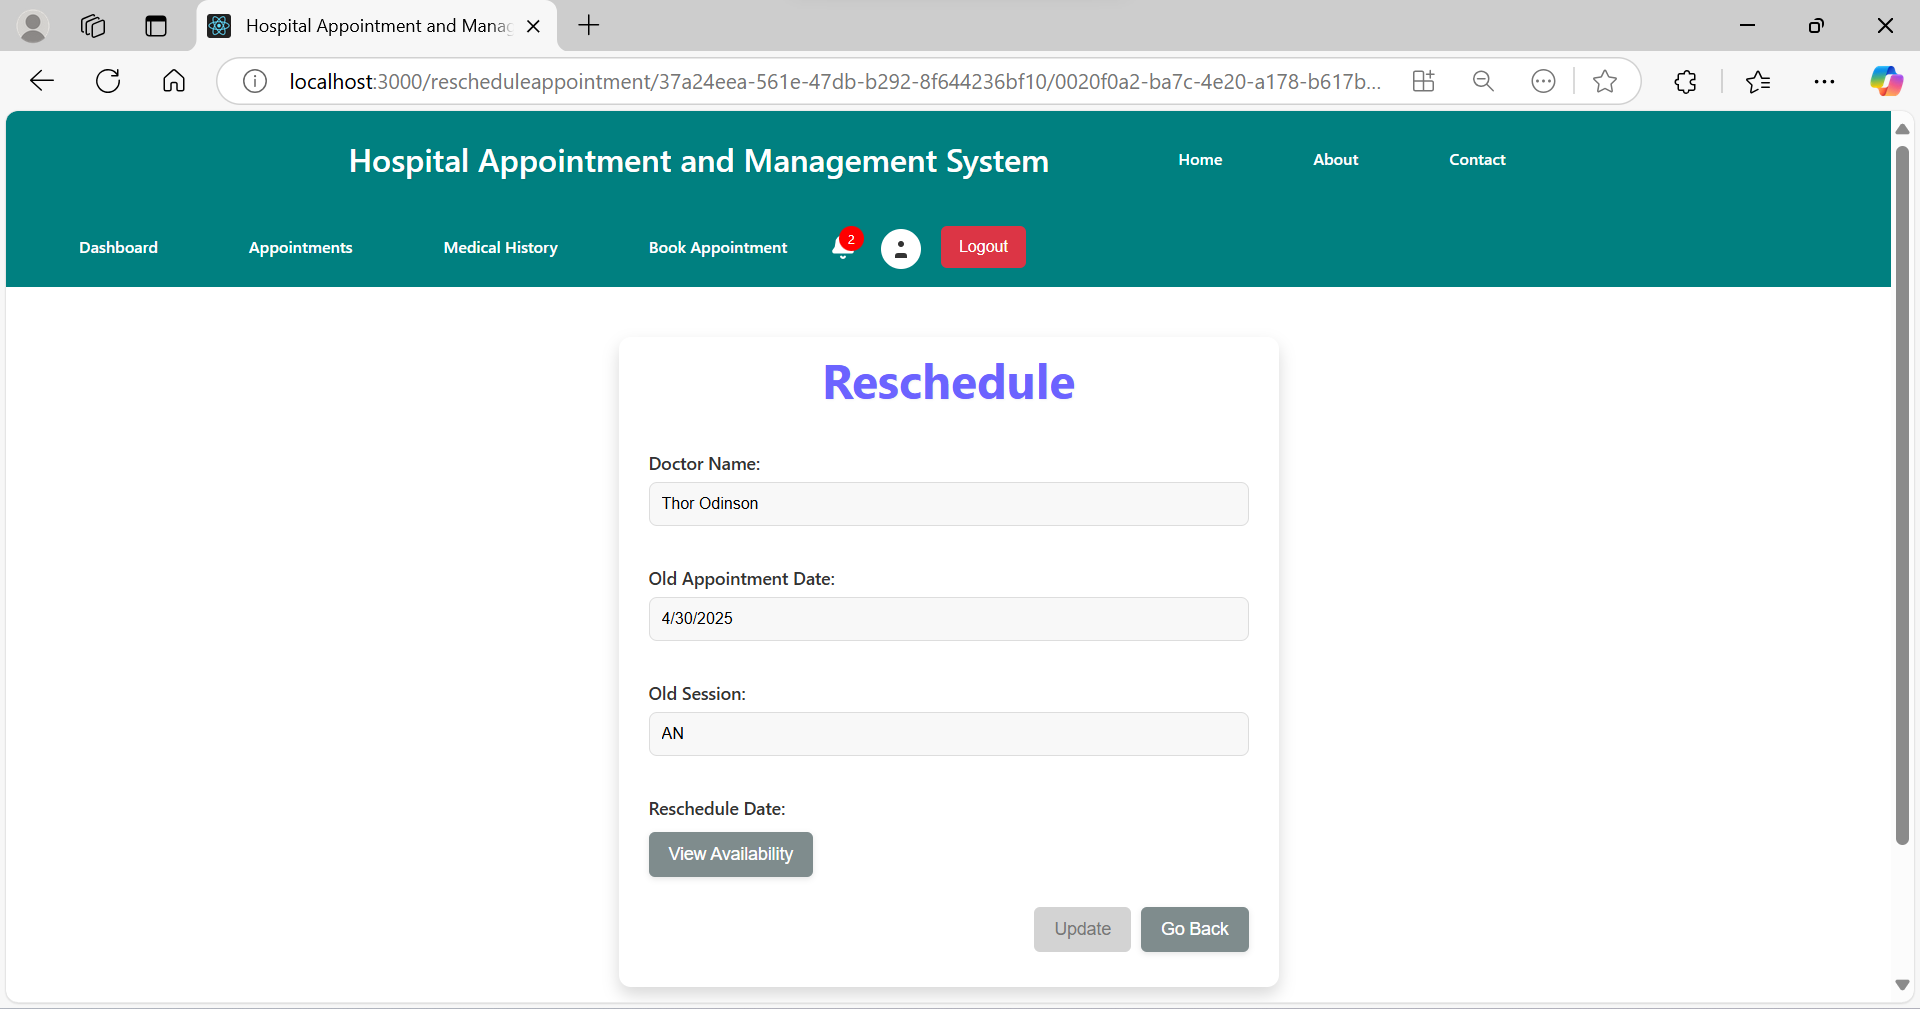 Hospital Appointment and Manag
localhost:3000/rescheduleappointment/37a24eea-561e-47db-b292-8f644236bf10/0020f0a2-ba7c-4e20-a178-b617b...
Hospital Appointment and Management System Home About Contact
Dashboard Appointments Medical History Book Appointment 2 Logout
Reschedule
Doctor Name:
Thor Odinson
Old Appointment Date:
4/30/2025
Old Session:
AN
Reschedule Date:
View Availability
Update Go Back